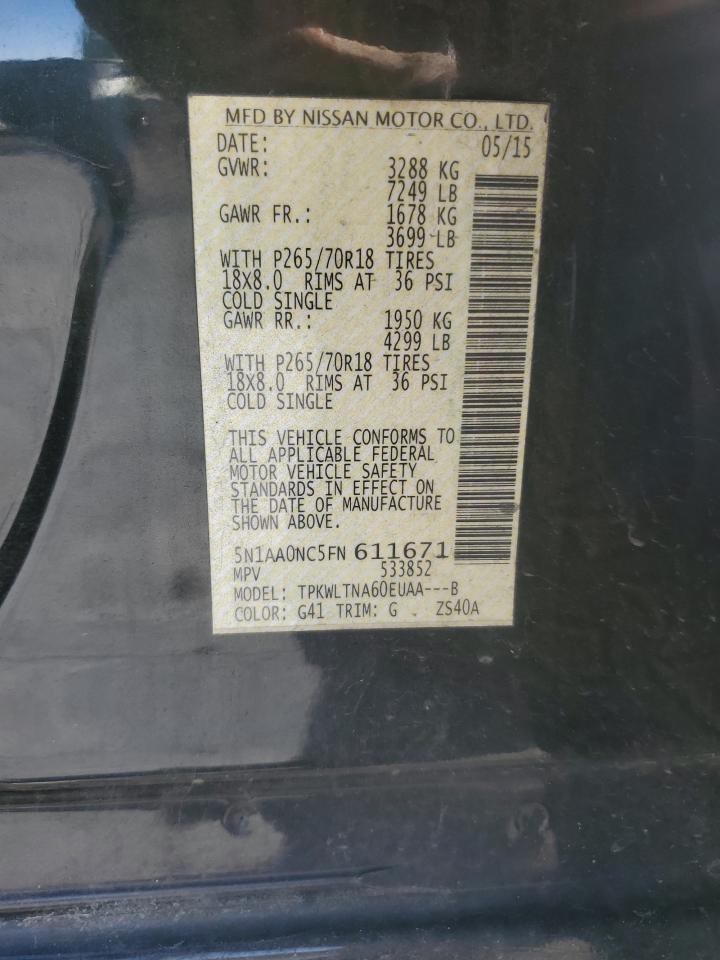 MFD BY NISSAN MOTOR CO., LTD.
DATE: 05/15
GVWR: 3288 KG
7249 LB
GAWR FR.: 1678 KG
3699 LB
WITH P265/70R18 TIRES
18X8.0 RIMS AT 36 PSI
COLD SINGLE
GAWR RR.: 1950 KG
4299 LB
WITH P265/70R18 TIRES
18X8.0 RIMS AT 36 PSI
COLD SINGLE
THIS VEHICLE CONFORMS TO
ALL APPLICABLE FEDERAL
MOTOR VEHICLE SAFETY
STANDARDS IN EFFECT ON
THE DATE OF MANUFACTURE
SHOWN ABOVE.
5N1AA0NC5FN 611671
MPV 533852
MODEL: TPKWLTNA60EUAA---B
COLOR: G41 TRIM: G ZS40A